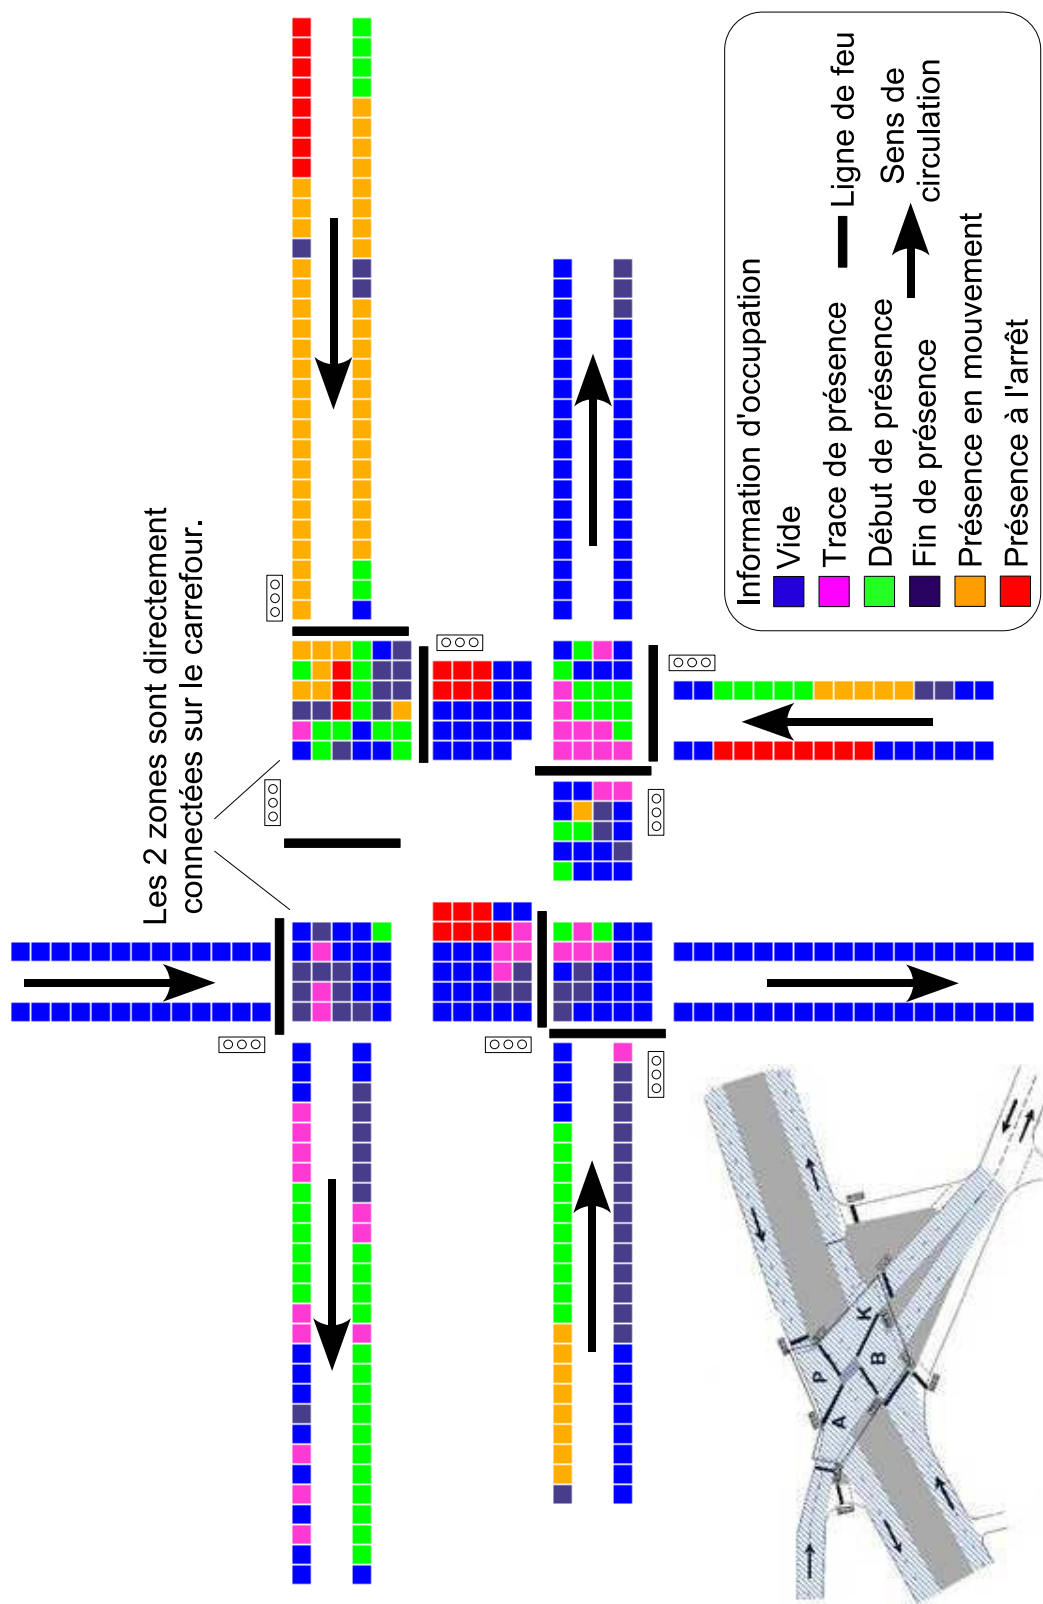 Les 2 zones sont directement
connectées sur le carrefour.
Information d'occupation
Vide
Trace de présence
Début de présence
Fin de présence
Présence en mouvement
Présence à l'arrêt
Ligne de feu
Sens de
circulation
P
A
K
B